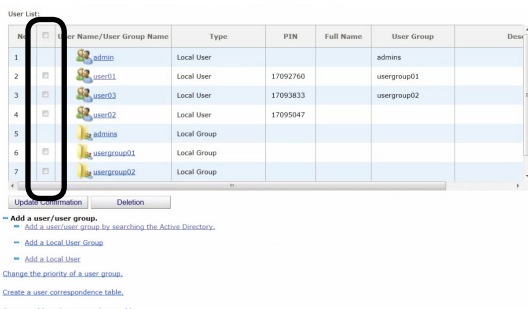 User List:
No User Name/User Group Name Type PIN Full Name User Group Desc
1 admin Local User admins
2 user01 Local User 17092760 usergroup01
3 user03 Local User 17093833 usergroup02
4 user02 Local User 17095047
5 admins Local Group
6 usergroup01 Local Group
7 usergroup02 Local Group
Update Confirmation Deletion
Add a user/user group.
Add a user/user group by searching the Active Directory.
Add a Local User Group
Add a Local User
Change the priority of a user group.
Create a user correspondence table.